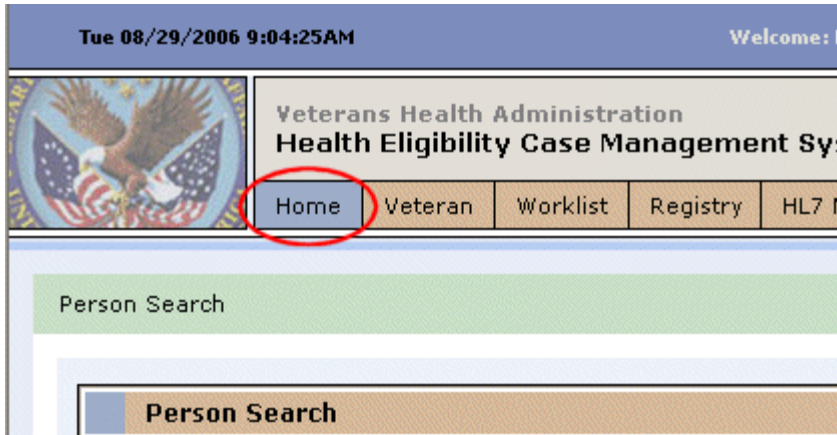 Tue 08/29/2006 9:04:25AM Welcome:
Veterans Health Administration
Health Eligibility Case Management
Home Veteran Worklist Registry HL7
Person Search
Person Search